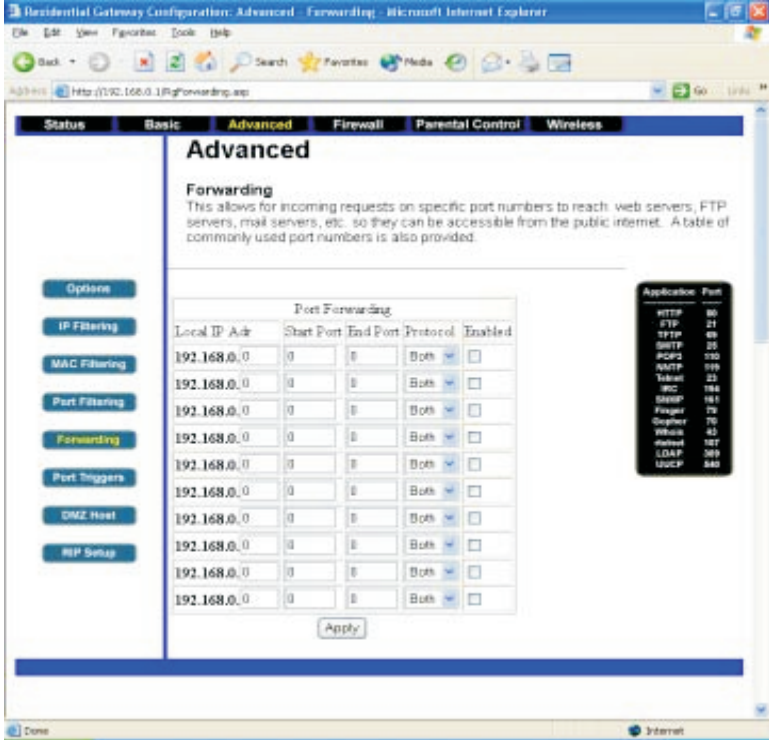 Residential Gateway Configuration: Advanced - Forwarding - Microsoft Internet Explorer
File Edit View Favorites Tools Help
Back Search Favorites Media
Address http://192.168.0.1/RgForwarding.asp Go Links
Status Basic Advanced Firewall Parental Control Wireless
Advanced
Forwarding
This allows for incoming requests on specific port numbers to reach web servers, FTP
servers, mail servers, etc. so they can be accessible from the public internet. A table of
commonly used port numbers is also provided.
Options
IP Filtering
MAC Filtering
Port Filtering
Forwarding
Port Triggers
DMZ Host
RIP Setup
Port Forwarding
Local IP Adr Start Port End Port Protocol Enabled
192.168.0.0 0 0 Both
192.168.0.0 0 0 Both
192.168.0.0 0 0 Both
192.168.0.0 0 0 Both
192.168.0.0 0 0 Both
192.168.0.0 0 0 Both
192.168.0.0 0 0 Both
192.168.0.0 0 0 Both
192.168.0.0 0 0 Both
192.168.0.0 0 0 Both
Apply
Application Port
HTTP 80
FTP 21
TFTP 69
SMTP 25
POP3 110
NNTP 119
Telnet 23
IRC 194
SNMP 161
Finger 79
Gopher 70
Whois 43
rtelnet 107
LDAP 389
UUCP 540
Done
Internet